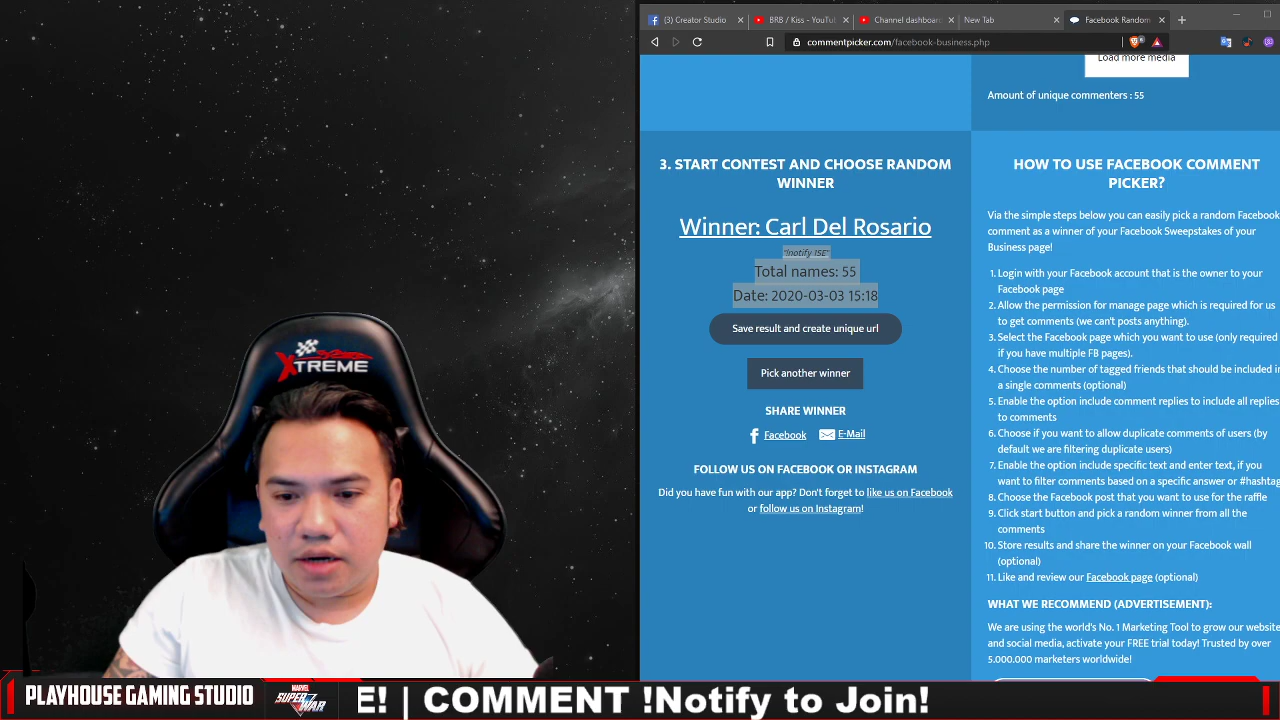 (3) Creator Studio
BRB / Kiss - YouTu
Channel dashboar
New Tab
Facebook Random
commentpicker.com/facebook-business.php
Load more media
Amount of unique commenters : 55
3. START CONTEST AND CHOOSE RANDOM
WINNER
Winner: Carl Del Rosario
Total names: 55
Date: 2020-03-03 15:18
Save result and create unique url
Pick another winner
SHARE WINNER
Facebook
E-Mail
FOLLOW US ON FACEBOOK OR INSTAGRAM
Did you have fun with our app? Don't forget to like us on Facebook
or follow us on Instagram!
HOW TO USE FACEBOOK COMMENT
PICKER?
Via the simple steps below you can easily pick a random Facebook
comment as a winner of your Facebook Sweepstakes of your
Business page!
1. Login with your Facebook account that is the owner to your
Facebook page
2. Allow the permission for manage page which is required for us
to get comments (we can't posts anything).
3. Select the Facebook page which you want to use (only required
if you have multiple FB pages).
4. Choose the number of tagged friends that should be included in
a single comments (optional)
5. Enable the option include comment replies to include all replies
to comments
6. Choose if you want to allow duplicate comments of users (by
default we are filtering duplicate users)
7. Enable the option include specific text and enter text, if you
want to filter comments based on a specific answer or #hashtag
8. Choose the Facebook post that you want to use for the raffle
9. Click start button and pick a random winner from all the
comments
10. Store results and share the winner on your Facebook wall
(optional)
11. Like and review our Facebook page (optional)
WHAT WE RECOMMEND (ADVERTISEMENT):
We are using the world's No. 1 Marketing Tool to grow our website
and social media, activate your FREE trial today! Trusted by over
5.000.000 marketers worldwide!
XTREME
PLAYHOUSE GAMING STUDIO
MARVEL
SUPER
WAR
E! | COMMENT !Notify to Join!